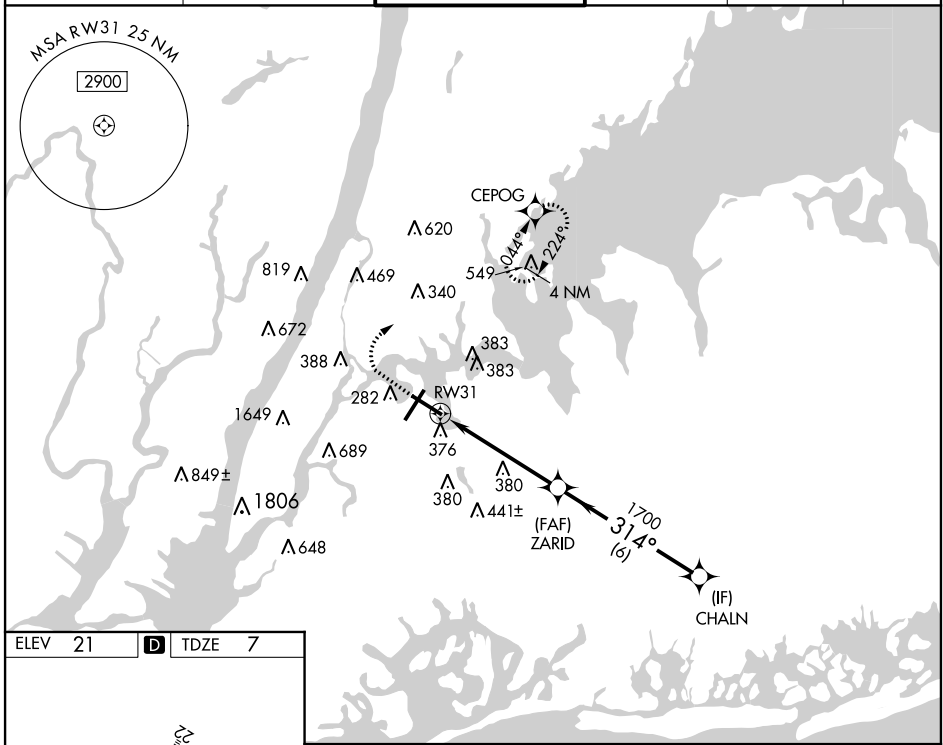 MSA RW31 25 NM
2900
CEPOG
620
044°
224°
549
4 NM
819
469
340
672
388
383
383
282
RW31
1649
376
689
849±
380
380
441±
1806
648
(FAF)
ZARID
1700
314°
(6)
(IF)
CHALN
ELEV 21 D TDZE 7
22